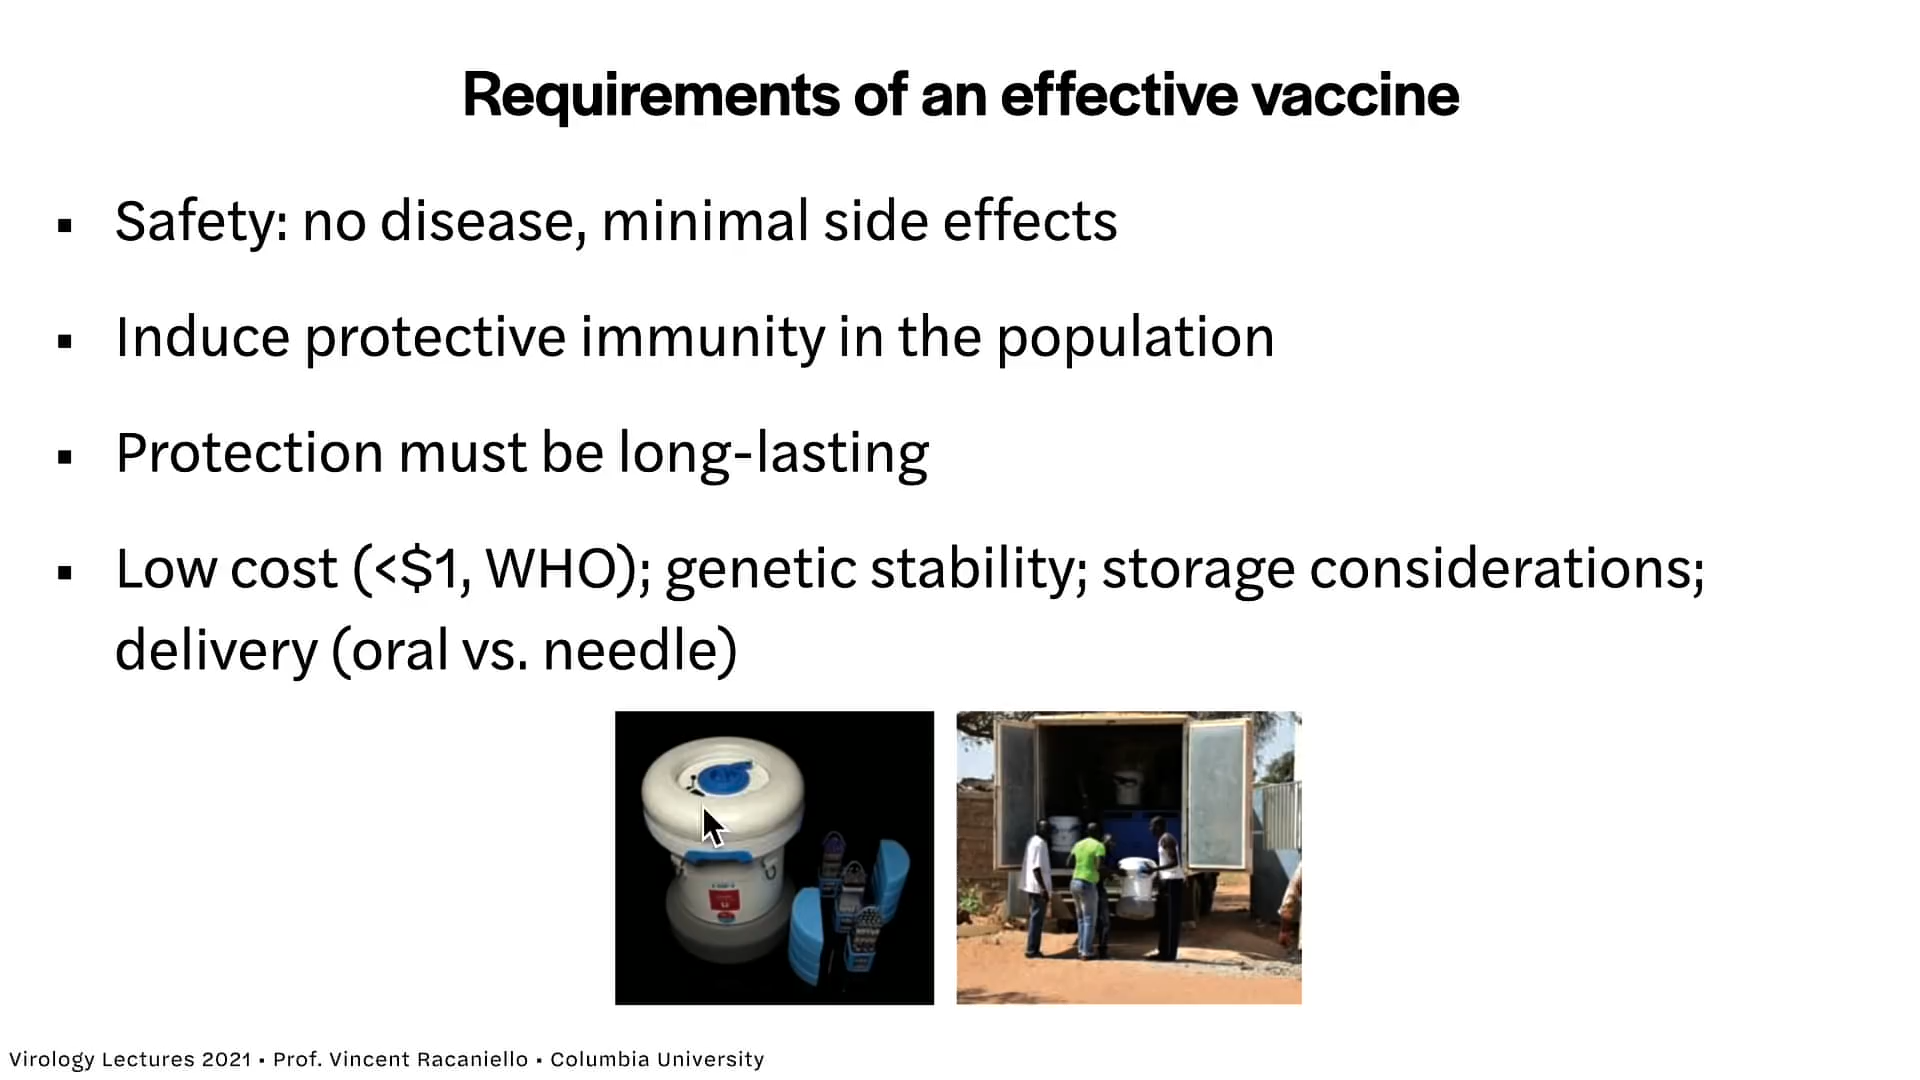 Requirements of an effective vaccine
▪ Safety: no disease, minimal side effects
▪ Induce protective immunity in the population
▪ Protection must be long-lasting
▪ Low cost (<$1, WHO); genetic stability; storage considerations;
delivery (oral vs. needle)
Virology Lectures 2021 ▪ Prof. Vincent Racaniello ▪ Columbia University